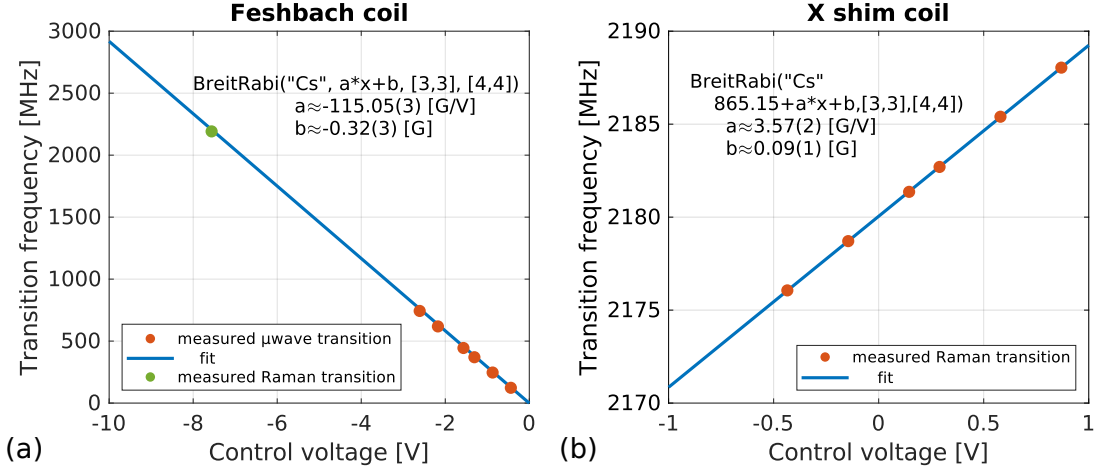 Feshbach coil
3000
2500
2000
1500
1000
500
0
Transition frequency [MHz]
BreitRabi("Cs", a*x+b, [3,3], [4,4])
a≈-115.05(3) [G/V]
b≈-0.32(3) [G]
measured µwave transition
fit
measured Raman transition
-10
-8
-6
-4
-2
0
Control voltage [V]
(a)
X shim coil
2190
2185
2180
2175
2170
Transition frequency [MHz]
BreitRabi("Cs"
865.15+a*x+b,[3,3],[4,4])
a≈3.57(2) [G/V]
b≈0.09(1) [G]
measured Raman transition
fit
-1
-0.5
0
0.5
1
Control voltage [V]
(b)